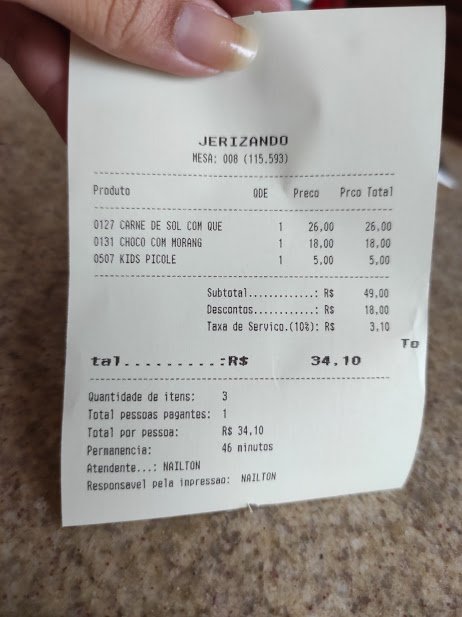 JERIZANDO
MESA: 008 (115.593)
Produto QDE Preco Prco Total
0127 CARNE DE SOL COM QUE 1 26,00 26,00
0131 CHOCO COM MORANG 1 18,00 18,00
0507 KIDS PICOLE 1 5,00 5,00
Subtotal.............: R$ 49,00
Descontos............: R$ 18,00
Taxa de Servico.(10%): R$ 3,10
To
tal..........:R$ 34,10
Quantidade de itens: 3
Total pessoas pagantes: 1
Total por pessoa: R$ 34,10
Permanencia: 46 minutos
Atendente...: NAILTON
Responsavel pela impressao: NAILTON